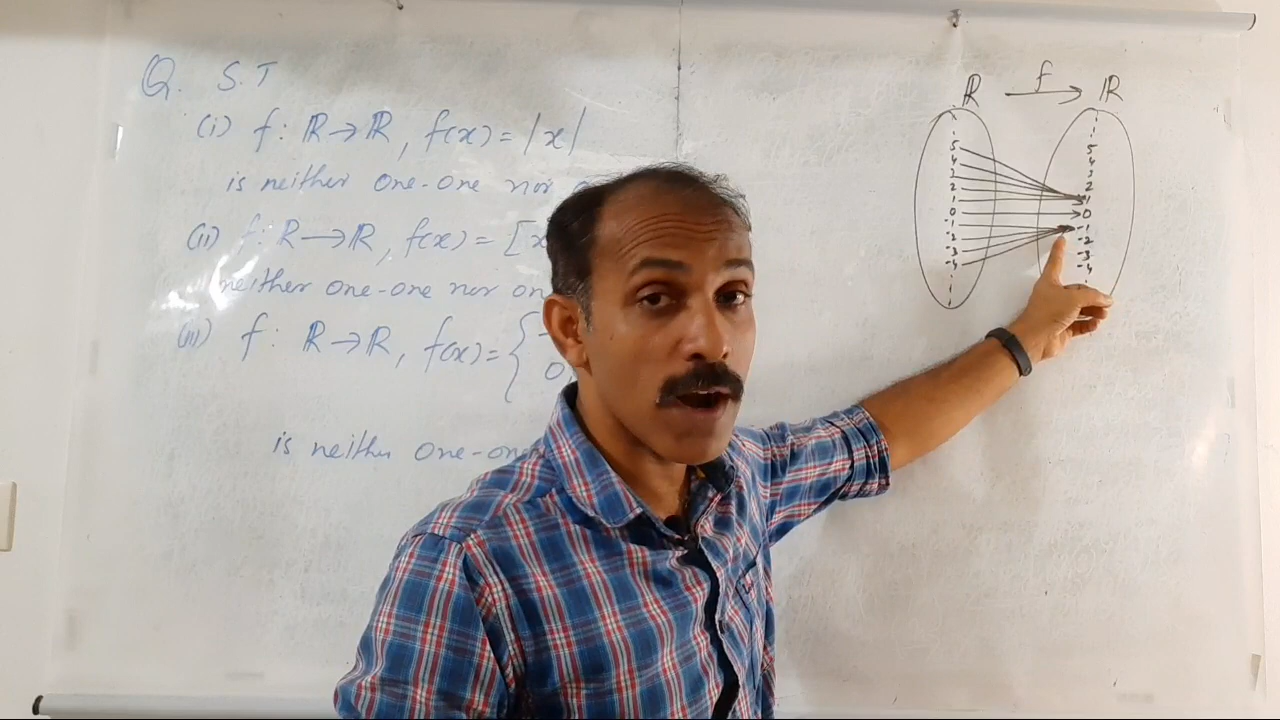 Q. S.T
(i) f : ℝ→ℝ, f(x) = |x|
is neither one-one nor
(ii) f : ℝ→ℝ, f(x) = [x
neither one-one nor on
(iii) f : ℝ→ℝ, f(x) = {
0,
is neither one-one
ℝ f→ ℝ
5 5
4 4
3 3
2 2
1 1
0 0
-1 -1
-2 -2
-3 -3
-4 -4